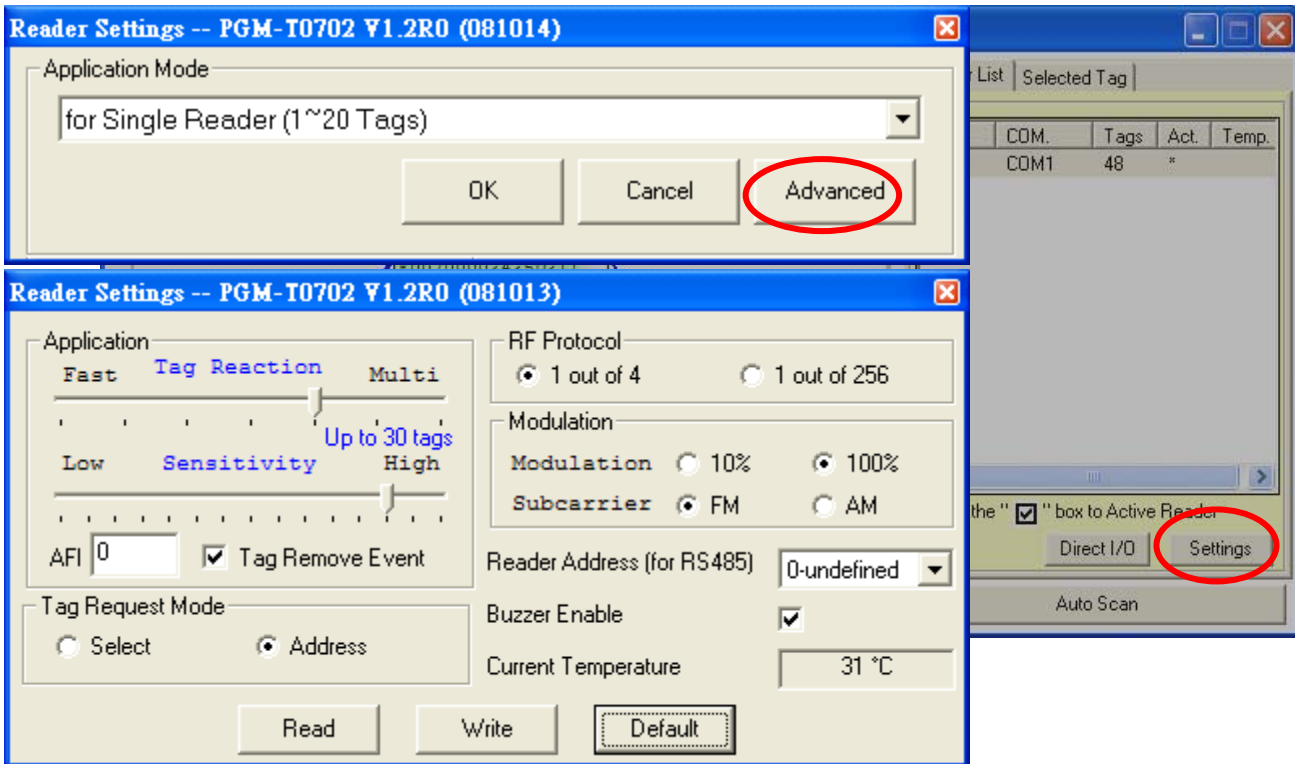 Reader Settings -- PGM-T0702 V1.2R0 (081014)
Application Mode
for Single Reader (1~20 Tags)
OK Cancel Advanced
List Selected Tag
COM. Tags Act. Temp.
COM1 48 *
Reader Settings -- PGM-T0702 V1.2R0 (081013)
Application
Tag Reaction
Fast Multi
Up to 30 tags
Low Sensitivity High
AFI 0 Tag Remove Event
Tag Request Mode
Select Address
RF Protocol
1 out of 4 1 out of 256
Modulation
Modulation 10% 100%
Subcarrier FM AM
Reader Address (for RS485) 0-undefined
Buzzer Enable
Current Temperature 31 °C
Read Write Default
the " " box to Active Reader
Direct I/O Settings
Auto Scan